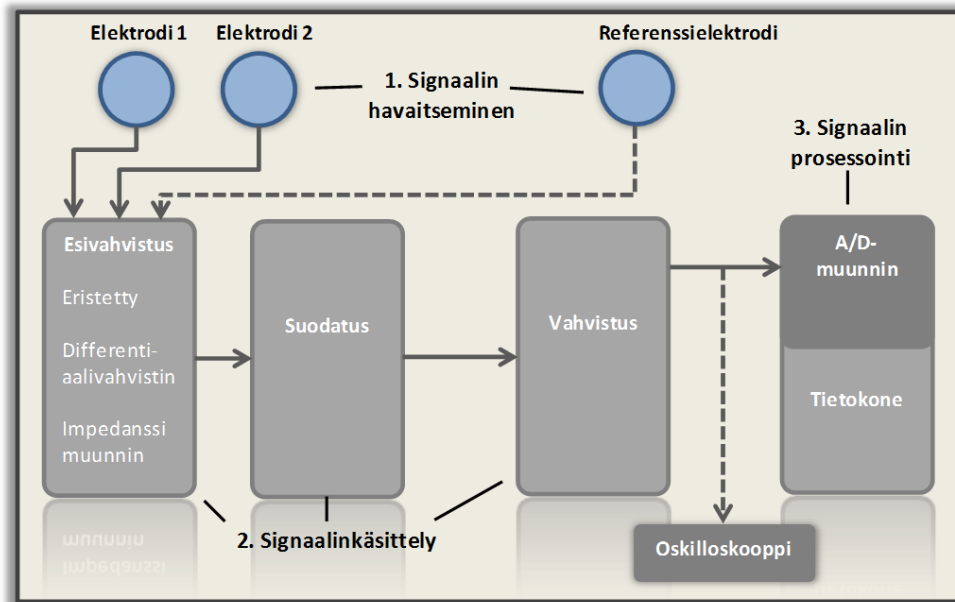 Elektrodi 1
Elektrodi 2
Referenssielektrodi
1. Signaalin
havaitseminen
3. Signaalin
prosessointi
Esivahvistus
Eristetty
Differenti-
aalivahvistin
Impedanssi
muunnin
Suodatus
Vahvistus
A/D-
muunnin
Tietokone
2. Signaalinkäsittely
Oskilloskooppi